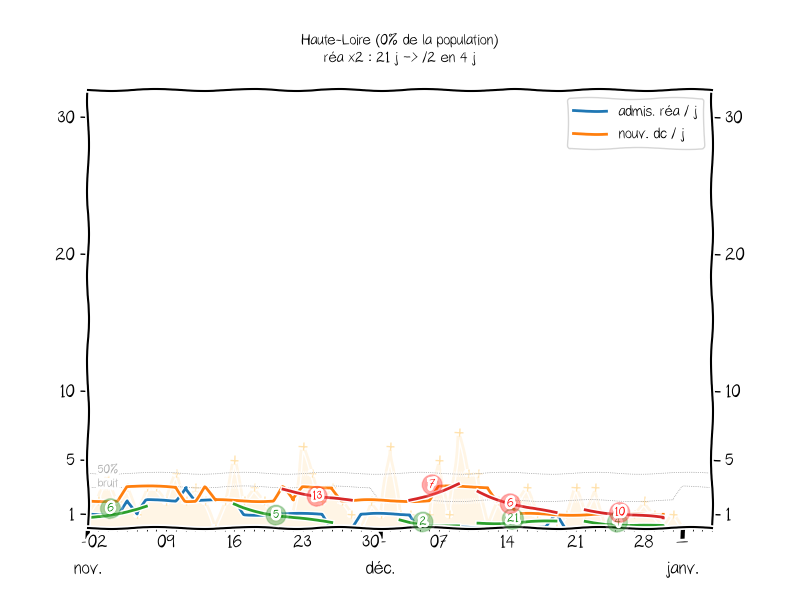 Haute-Loire (0% de la population)
réa x2 : 21 j -> /2 en 4 j
admis. réa / j
nouv. dc / j
30 30
20 20
10 10
5 5
1 1
50%
bruit
6 5 13 2 7 6 21 10
02 09 16 23 30 07 14 21 28
nov. déc. janv.